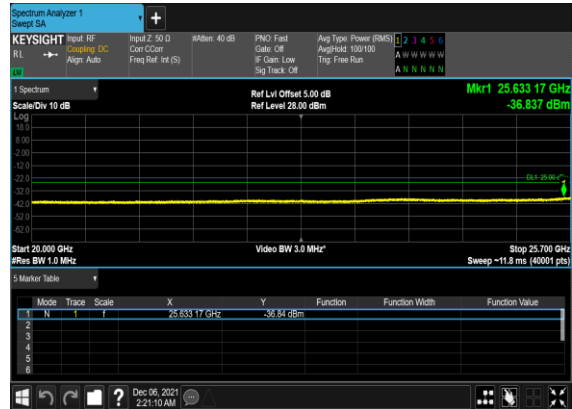 Spectrum Analyzer 1
Swept SA
+
KEYSIGHT Input: RF Input Z: 50 Ω #Atten: 40 dB PNO: Fast Avg Type: Power (RMS) 1 2 3 4 5 6
RL Coupling: DC Corr CCorr Gate: Off Avg|Hold: 100/100 A W W W W W
Align: Auto Freq Ref: Int (S) IF Gain: Low Trig: Free Run A N N N N N
Sig Track: Off
1 Spectrum Ref Lvl Offset 5.00 dB Mkr1 25.633 17 GHz
Scale/Div 10 dB Ref Level 28.00 dBm -36.837 dBm
Log
18.0
8.00
-2.00
-12.0
-22.0 DL1 -25.00
-32.0
-42.0
-52.0
-62.0
Start 20.000 GHz Video BW 3.0 MHz* Stop 25.700 GHz
#Res BW 1.0 MHz Sweep ~11.8 ms (40001 pts)
5 Marker Table
Mode Trace Scale X Y Function Function Width Function Value
1 N 1 f 25.633 17 GHz -36.84 dBm
2
3
4
5
6
? Dec 06, 2021
2:21:10 AM